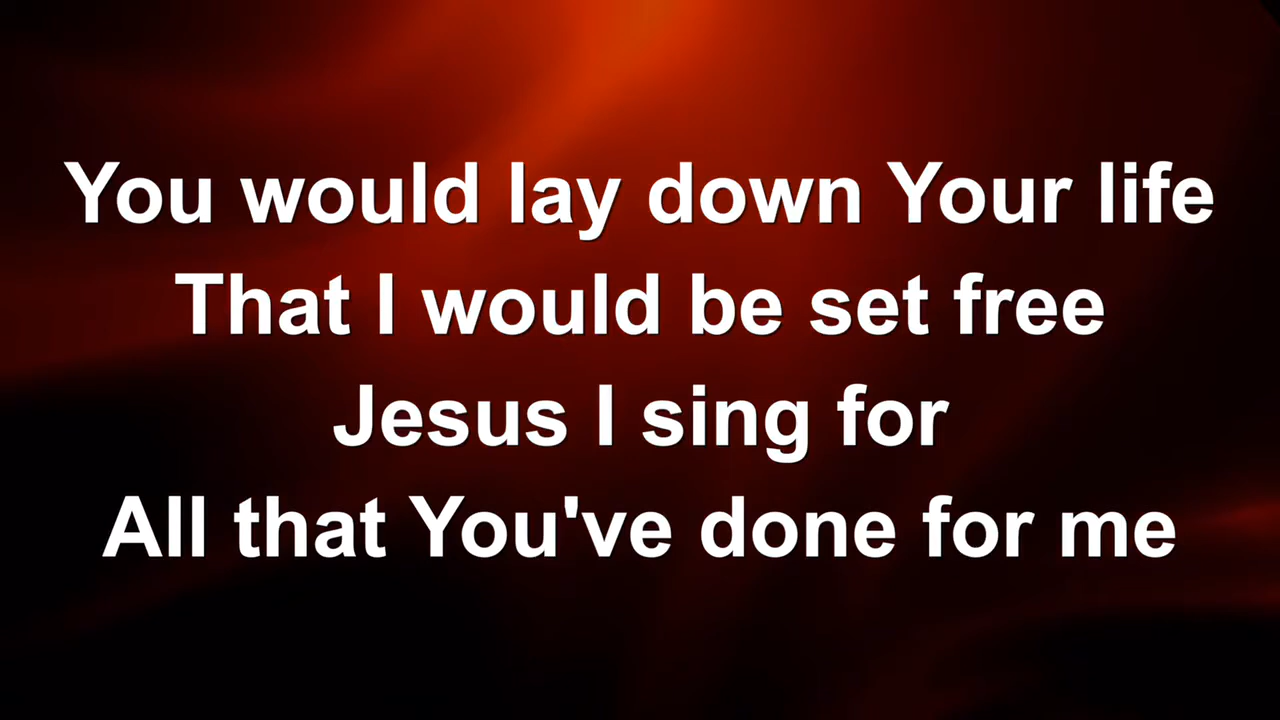 You would lay down Your life
That I would be set free
Jesus I sing for
All that You've done for me